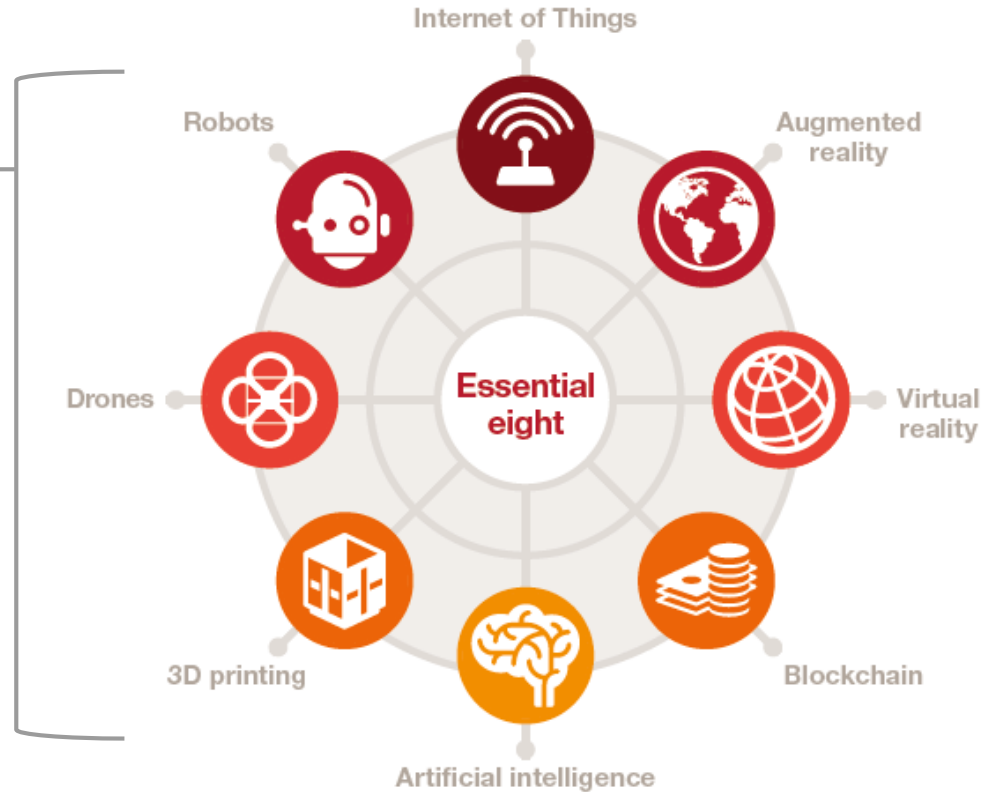 Internet of Things
Robots
Augmented
reality
Drones
Essential
eight
Virtual
reality
3D printing
Blockchain
Artificial intelligence